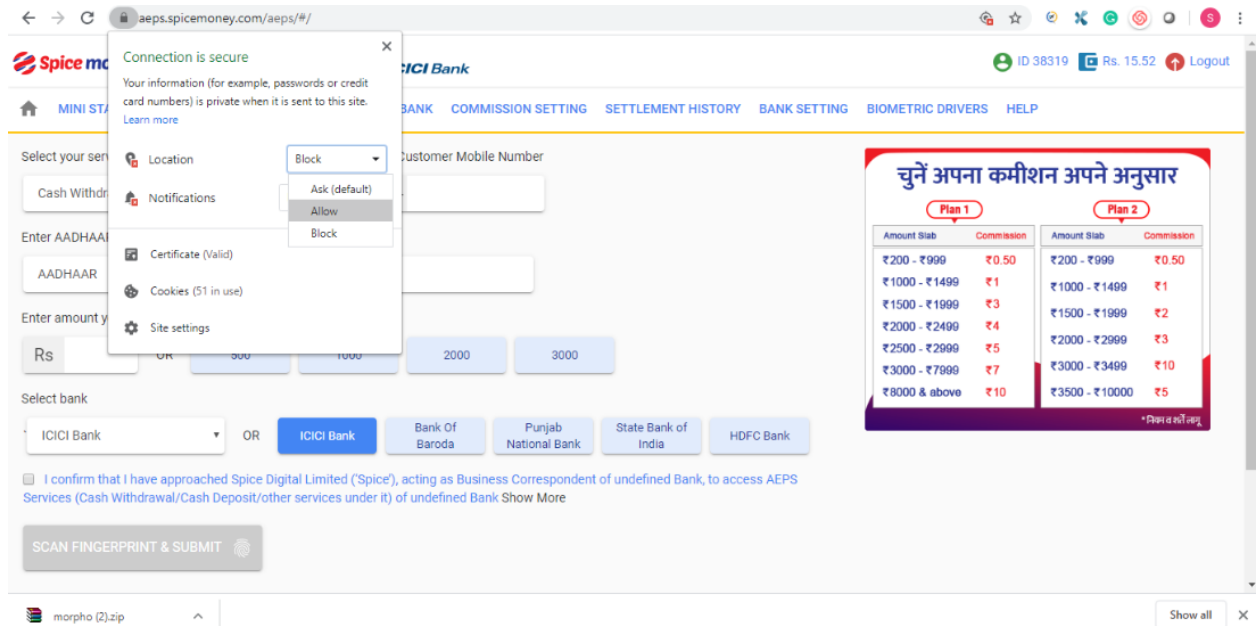 aeps.spicemoney.com/aeps/#/
S
Spice mo
ICICI Bank
ID 38319 Rs. 15.52 Logout
Connection is secure
Your information (for example, passwords or credit
card numbers) is private when it is sent to this site.
Learn more
Location Block
Ask (default)
Allow
Block
Notifications
Certificate (Valid)
Cookies (51 in use)
Site settings
MINI STA BANK COMMISSION SETTING SETTLEMENT HISTORY BANK SETTING BIOMETRIC DRIVERS HELP
Select your serv Customer Mobile Number
Cash Withdr
Enter AADHAA
AADHAAR
Enter amount y
Rs OR 500 1000 2000 3000
Select bank
ICICI Bank OR ICICI Bank
Bank Of
Baroda
Punjab
National Bank
State Bank of
India
HDFC Bank
I confirm that I have approached Spice Digital Limited ('Spice'), acting as Business Correspondent of undefined Bank, to access AEPS
Services (Cash Withdrawal/Cash Deposit/other services under it) of undefined Bank Show More
SCAN FINGERPRINT & SUBMIT
चुनें अपना कमीशन अपने अनुसार
Plan 1
Amount Slab Commission
₹200 - ₹999 ₹0.50
₹1000 - ₹1499 ₹1
₹1500 - ₹1999 ₹3
₹2000 - ₹2499 ₹4
₹2500 - ₹2999 ₹5
₹3000 - ₹7999 ₹7
₹8000 & above ₹10
Plan 2
Amount Slab Commission
₹200 - ₹999 ₹0.50
₹1000 - ₹1499 ₹1
₹1500 - ₹1999 ₹2
₹2000 - ₹2999 ₹3
₹3000 - ₹3499 ₹10
₹3500 - ₹10000 ₹5
*नियम व शर्तें लागू
morpho (2).zip
Show all